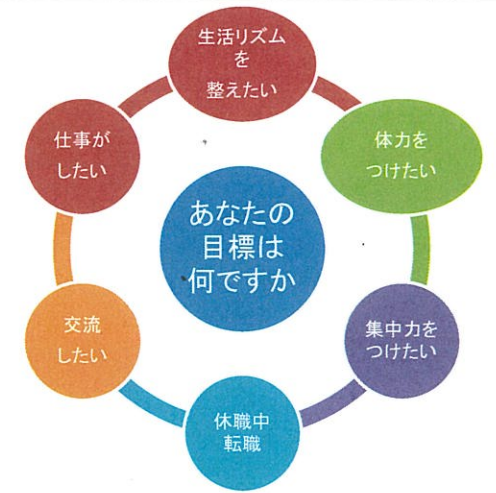 生活リズム
を
整えたい
体力を
つけたい
集中力を
つけたい
休職中
転職
交流
したい
仕事が
したい
あなたの
目標は
何ですか